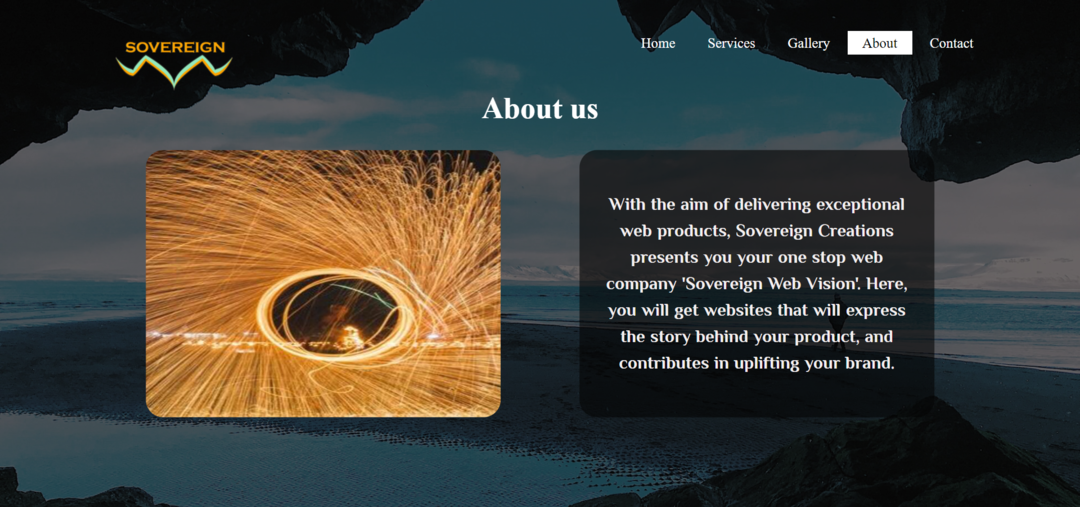 SOVEREIGN
Home Services Gallery About Contact
About us
With the aim of delivering exceptional
web products, Sovereign Creations
presents you your one stop web
company 'Sovereign Web Vision'. Here,
you will get websites that will express
the story behind your product, and
contributes in uplifting your brand.